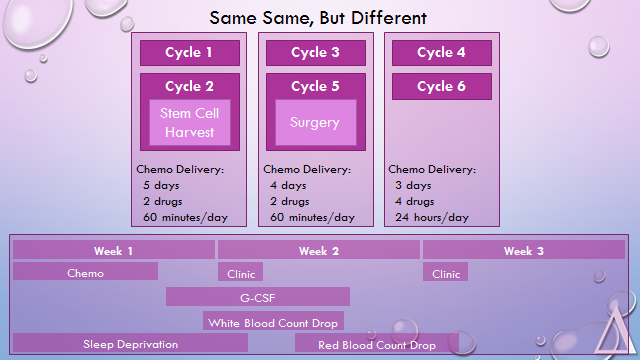 Same Same, But Different
Cycle 1
Cycle 2
Stem Cell
Harvest
Chemo Delivery:
5 days
2 drugs
60 minutes/day
Cycle 3
Cycle 5
Surgery
Chemo Delivery:
4 days
2 drugs
60 minutes/day
Cycle 4
Cycle 6
Chemo Delivery:
3 days
4 drugs
24 hours/day
Week 1
Week 2
Week 3
Chemo
Clinic
Clinic
G-CSF
White Blood Count Drop
Sleep Deprivation
Red Blood Count Drop